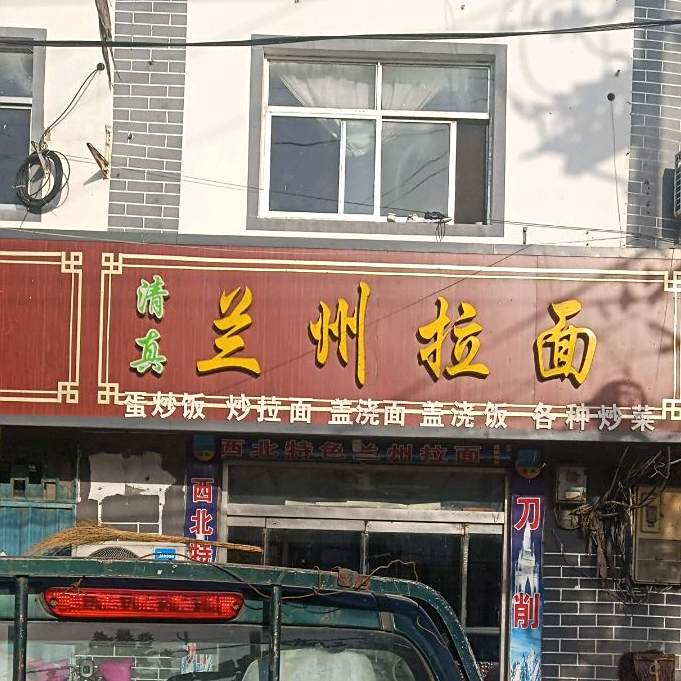 清真
兰州拉面
蛋炒饭 炒拉面 盖浇面 盖浇饭 各种炒菜
西北特色兰州拉面
西北特
刀削